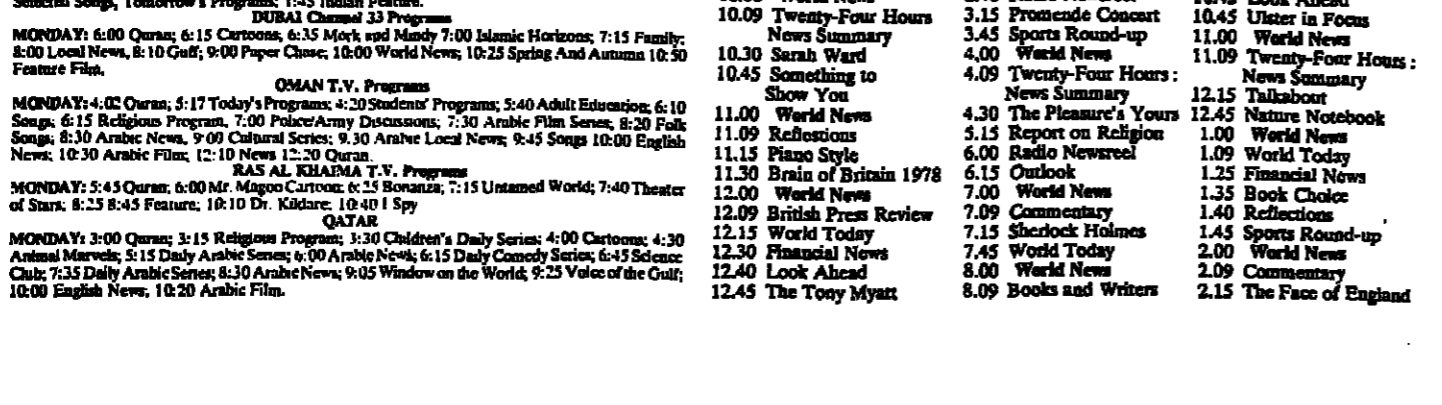 Selected Songs, Tomorrow's Programs; 1:45 Indian Feature.
DUBAI Channel 33 Programs
MONDAY: 6:00 Quran; 6:15 Cartoons; 6:35 Mork and Mindy 7:00 Islamic Horizons; 7:15 Family;
8:00 Local News, 8:10 Gulf; 9:00 Paper Chase; 10:00 World News; 10:25 Spring And Autumn 10:50
Feature Film.
OMAN T.V. Programs
MONDAY: 4:02 Quran; 5:17 Today's Programs; 4:20 Students' Programs; 5:40 Adult Education; 6:10
Songs; 6:15 Religious Program, 7:00 Police/Army Discussions; 7:30 Arabic Film Series; 8:20 Folk
Songs; 8:30 Arabic News, 9:00 Cultural Series; 9.30 Arabic Local News; 9:45 Songs 10:00 English
News; 10:30 Arabic Film; 12:10 News 12:20 Quran.
RAS AL KHAIMA T.V. Programs
MONDAY: 5:45 Quran; 6:00 Mr. Magoo Cartoon; 6:25 Bonanza; 7:15 Untamed World; 7:40 Theater
of Stars; 8:25 8:45 Feature; 10:10 Dr. Kildare; 10:40 I Spy
QATAR
MONDAY: 3:00 Quran; 3:15 Religious Program; 3:30 Children's Daily Series; 4:00 Cartoons; 4:30
Animal Marvels; 5:15 Daily Arabic Series; 6:00 Arabic News; 6:15 Daily Comedy Series; 6:45 Science
Club; 7:35 Daily Arabic Series; 8:30 Arabic News; 9:05 Window on the World; 9:25 Voice of the Gulf;
10:00 English News, 10:20 Arabic Film.
10.09 Twenty-Four Hours
News Summary
10.30 Sarah Ward
10.45 Something to
Show You
11.00 World News
11.09 Reflections
11.15 Piano Style
11.30 Brain of Britain 1978
12.00 World News
12.09 British Press Review
12.15 World Today
12.30 Financial News
12.40 Look Ahead
12.45 The Tony Myatt
3.15 Promende Concert
3.45 Sports Round-up
4.00 World News
4.09 Twenty-Four Hours :
News Summary
4.30 The Pleasure's Yours
5.15 Report on Religion
6.00 Radio Newsreel
6.15 Outlook
7.00 World News
7.09 Commentary
7.15 Sherlock Holmes
7.45 World Today
8.00 World News
8.09 Books and Writers
Look Ahead
10.45 Ulster in Focus
11.00 World News
11.09 Twenty-Four Hours :
News Summary
12.15 Talkabout
12.45 Nature Notebook
1.00 World News
1.09 World Today
1.25 Financial News
1.35 Book Choice
1.40 Reflections
1.45 Sports Round-up
2.00 World News
2.09 Commentary
2.15 The Face of England